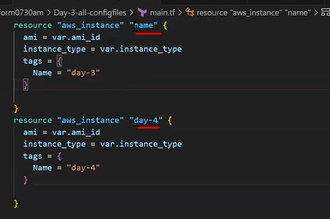 form0730am > Day-3-all-configfiles > main.tf > resource "aws_instance" "name" >
resource "aws_instance" "name" {
ami = var.ami_id
instance_type = var.instance_type
tags = {
Name = "day-3"
}
}
resource "aws_instance" "day-4" {
ami = var.ami_id
instance_type = var.instance_type
tags = {
Name = "day-4"
}
}